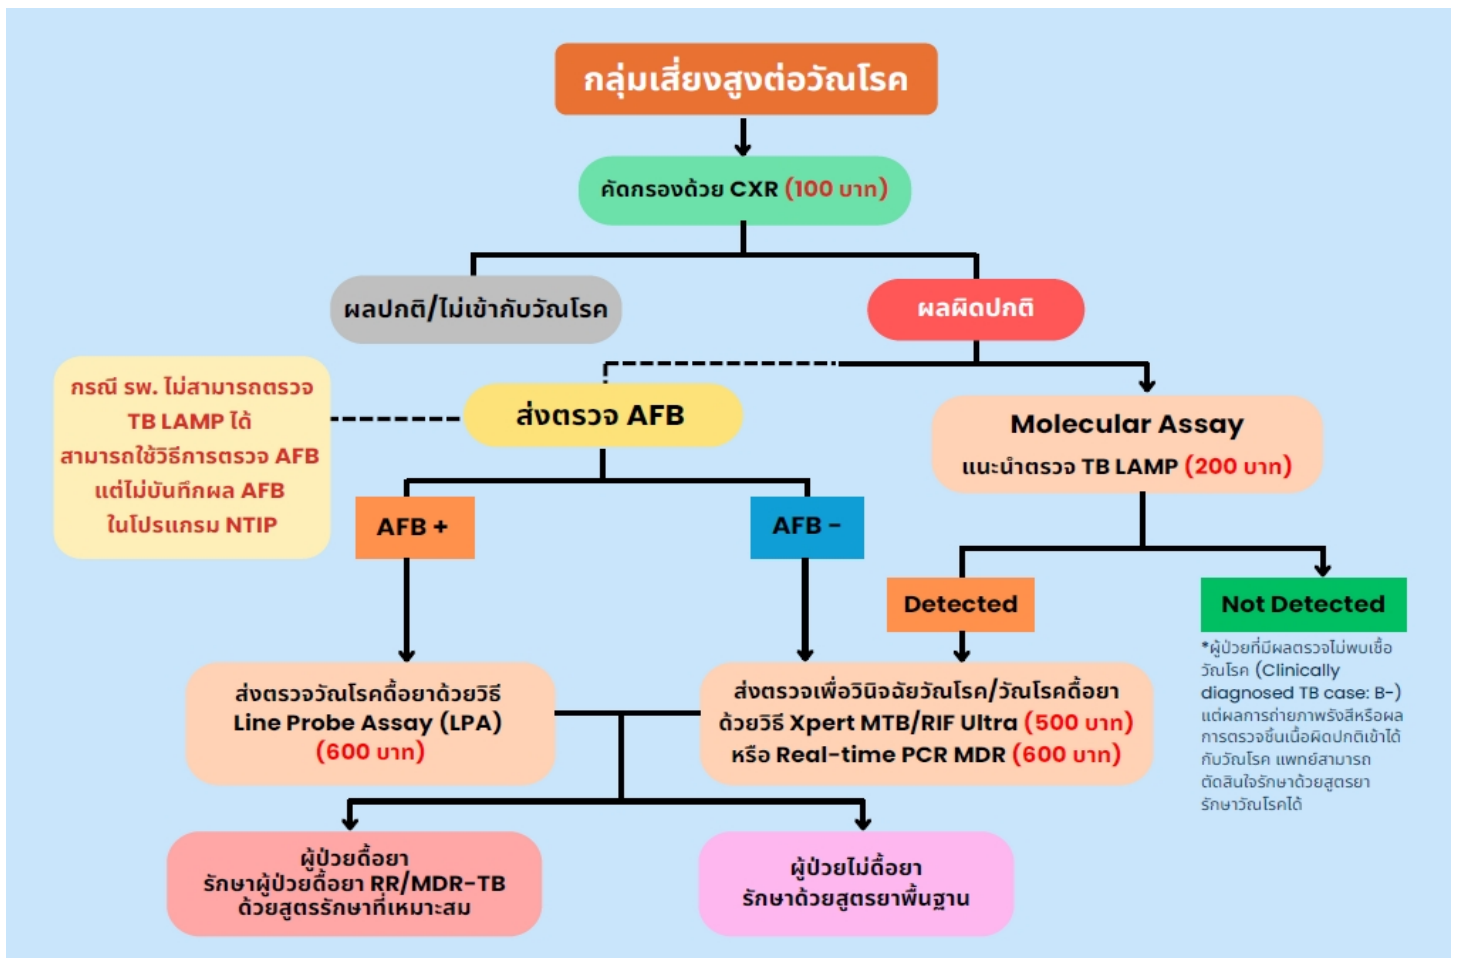 กลุ่มเสี่ยงสูงต่อวัณโรค
คัดกรองด้วย CXR (100 บาท)
ผลปกติ/ไม่เข้ากับวัณโรค
ผลผิดปกติ
กรณี รพ. ไม่สามารถตรวจ
TB LAMP ได้
สามารถใช้วิธีการตรวจ AFB
แต่ไม่บันทึกผล AFB
ในโปรแกรม NTIP
ส่งตรวจ AFB
Molecular Assay
แนะนำตรวจ TB LAMP (200 บาท)
AFB +
AFB -
Detected
Not Detected
*ผู้ป่วยที่มีผลตรวจไม่พบเชื้อ
วัณโรค (Clinically
diagnosed TB case: B-)
แต่ผลการถ่ายภาพรังสีหรือผล
การตรวจชิ้นเนื้อผิดปกติเข้าได้
กับวัณโรค แพทย์สามารถ
ตัดสินใจรักษาด้วยสูตรยา
รักษาวัณโรคได้
ส่งตรวจวัณโรคดื้อยาด้วยวิธี
Line Probe Assay (LPA)
(600 บาท)
ส่งตรวจเพื่อวินิจฉัยวัณโรค/วัณโรคดื้อยา
ด้วยวิธี Xpert MTB/RIF Ultra (500 บาท)
หรือ Real-time PCR MDR (600 บาท)
ผู้ป่วยดื้อยา
รักษาผู้ป่วยดื้อยา RR/MDR-TB
ด้วยสูตรรักษาที่เหมาะสม
ผู้ป่วยไม่ดื้อยา
รักษาด้วยสูตรยาพื้นฐาน